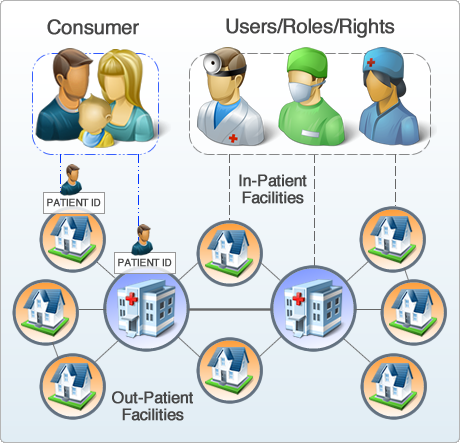 Consumer
Users/Roles/Rights
In-Patient
Facilities
PATIENT ID
PATIENT ID
Out-Patient
Facilities